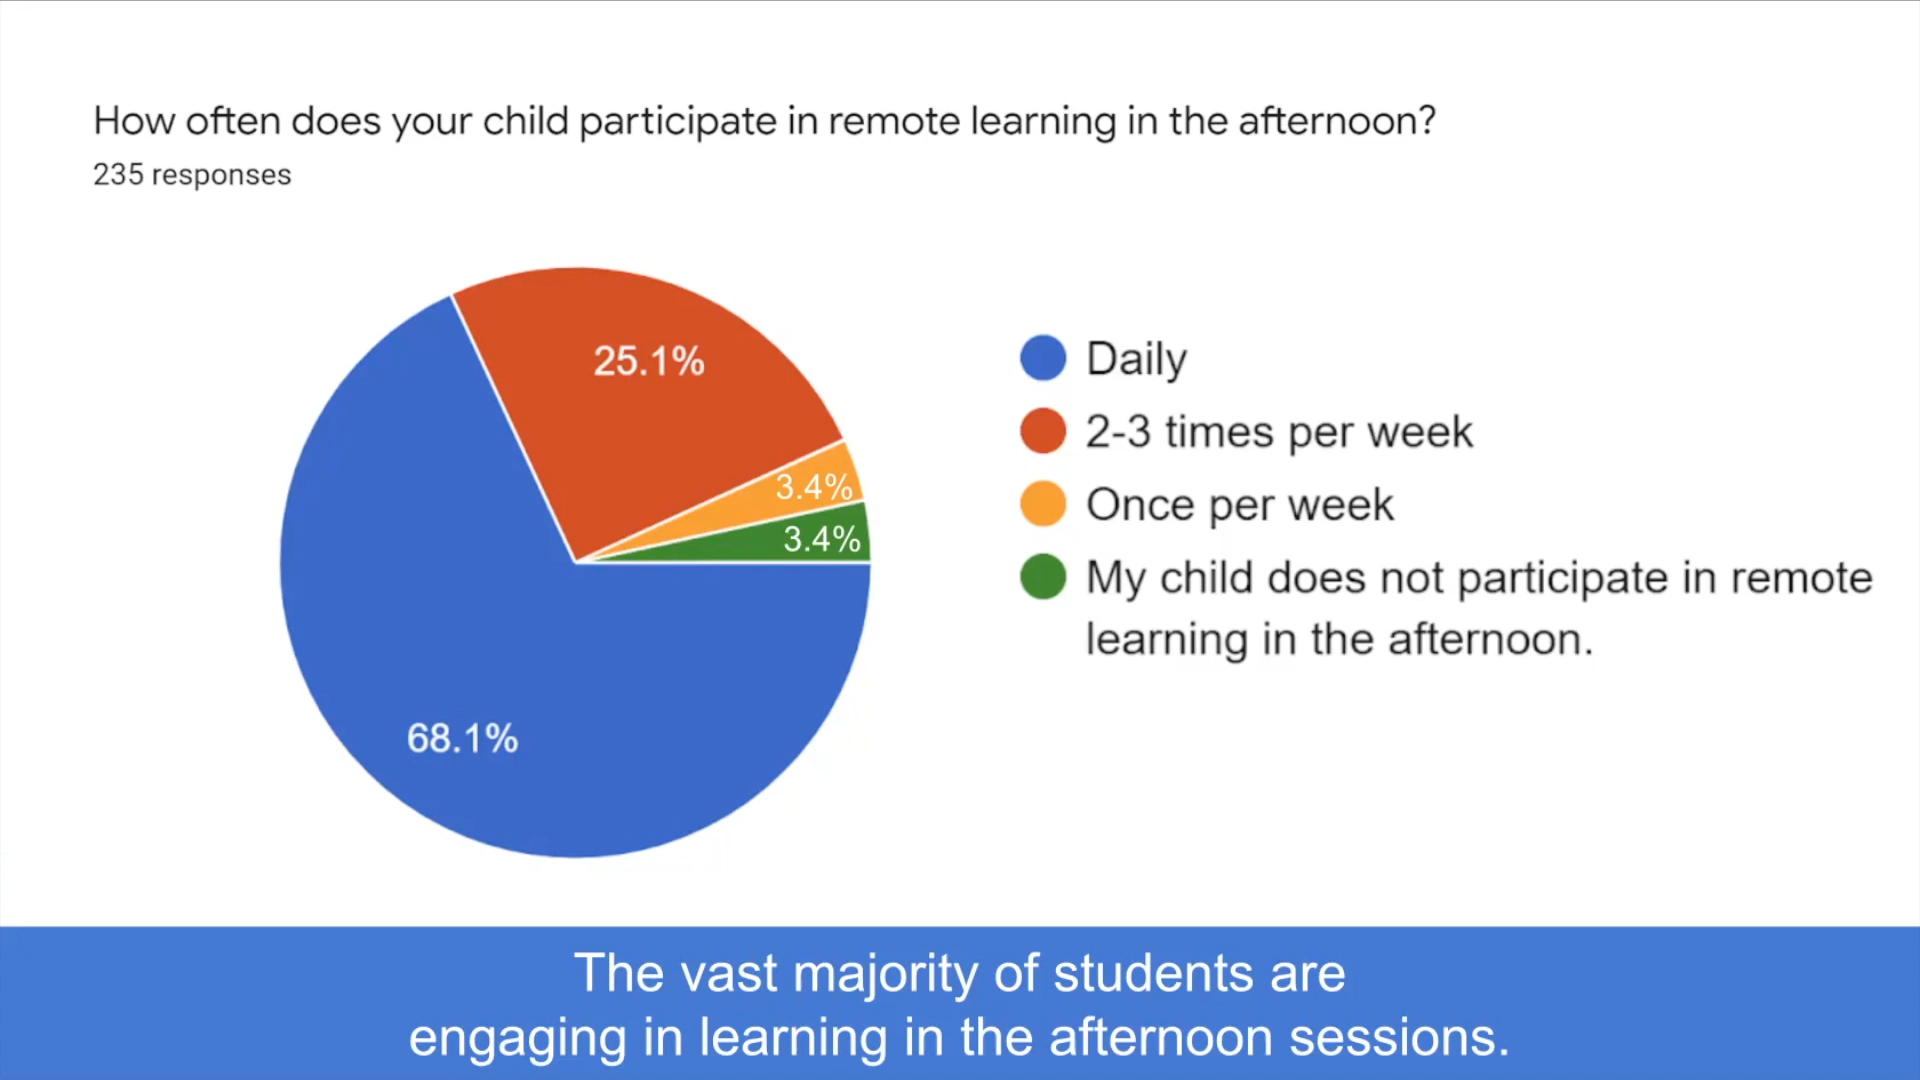 How often does your child participate in remote learning in the afternoon?
235 responses
25.1%
3.4%
3.4%
68.1%
Daily
2-3 times per week
Once per week
My child does not participate in remote
learning in the afternoon.
The vast majority of students are
engaging in learning in the afternoon sessions.